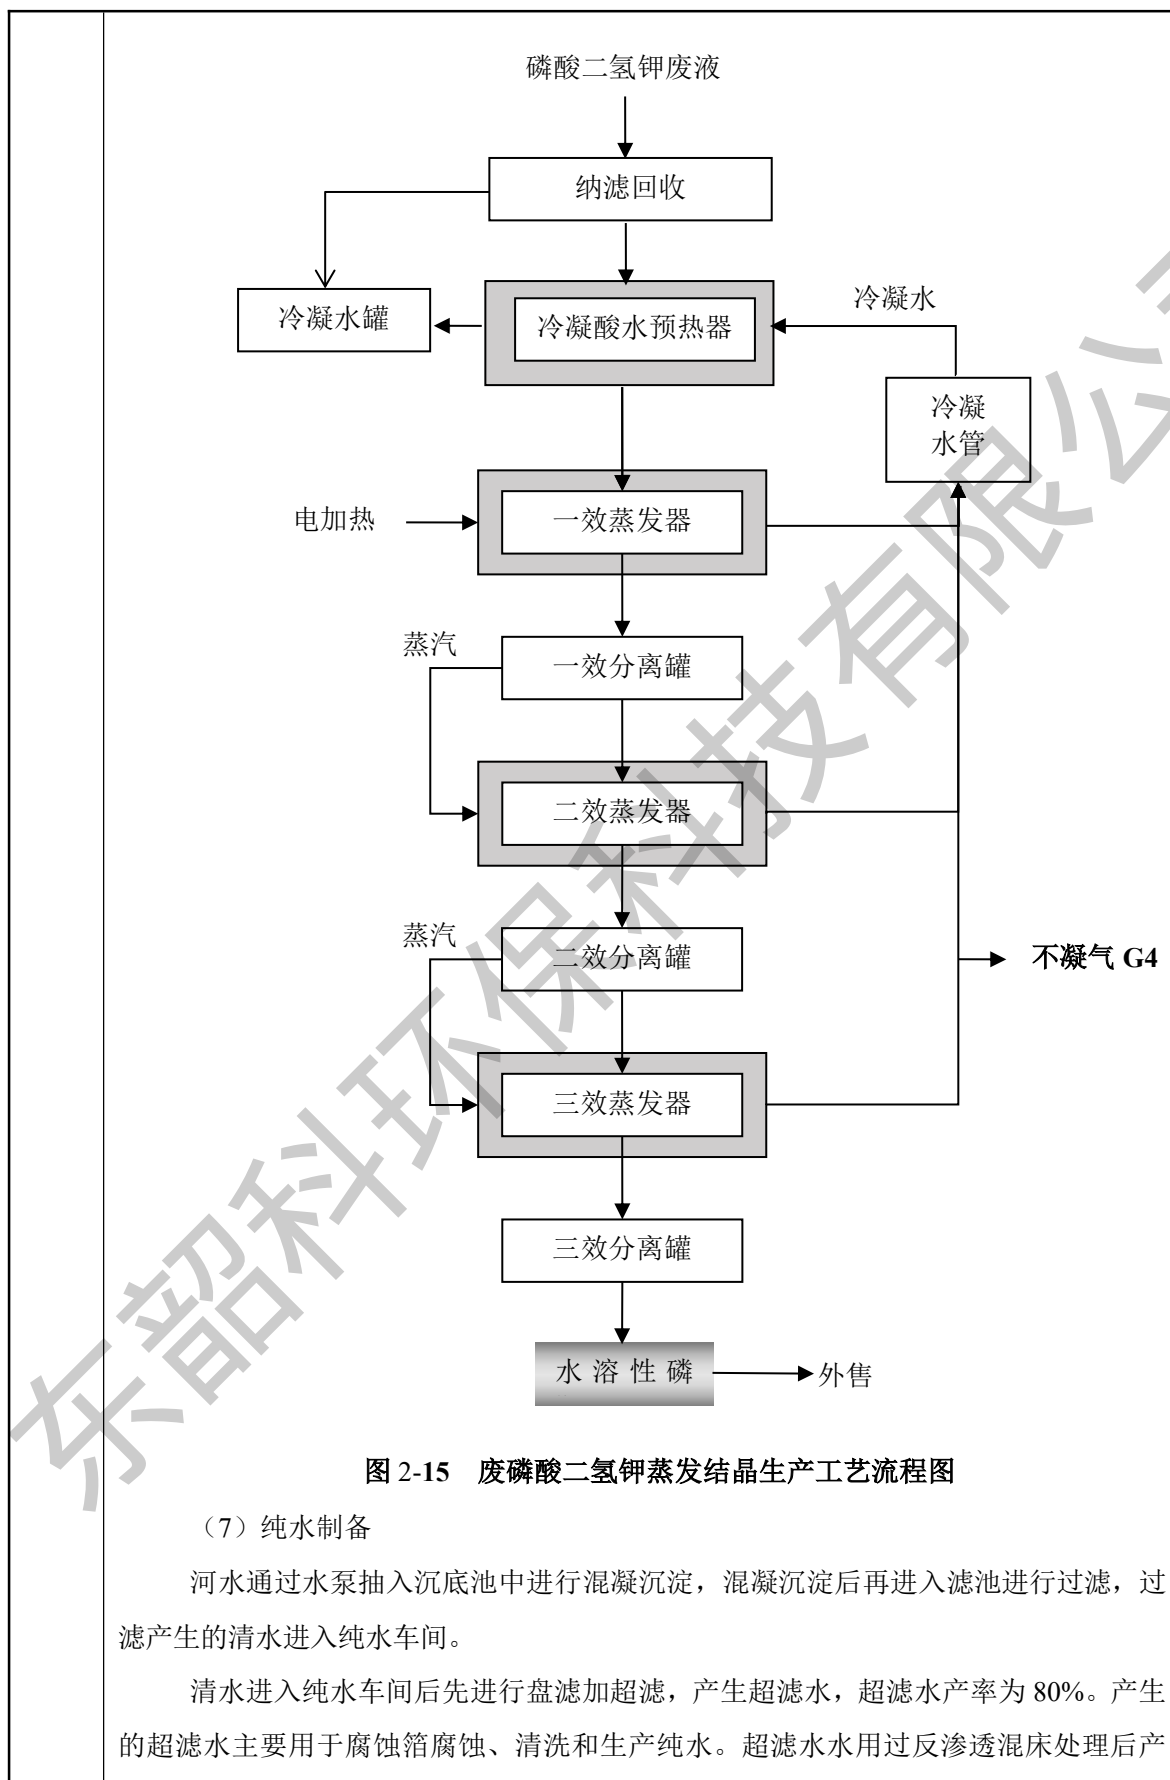 磷酸二氢钾废液
纳滤回收
冷凝水
冷凝水罐
冷凝酸水预热器
冷凝
水管
电加热
一效蒸发器
蒸汽
一效分离罐
二效蒸发器
蒸汽
二效分离罐
不凝气 G4
三效蒸发器
三效分离罐
水溶性磷
外售
图 2-15 废磷酸二氢钾蒸发结晶生产工艺流程图
（7）纯水制备
河水通过水泵抽入沉底池中进行混凝沉淀，混凝沉淀后再进入滤池进行过滤，过
滤产生的清水进入纯水车间。
清水进入纯水车间后先进行盘滤加超滤，产生超滤水，超滤水产率为 80%。产生
的超滤水主要用于腐蚀箔腐蚀、清洗和生产纯水。超滤水水用过反渗透混床处理后产
东韶科环保科技有限公